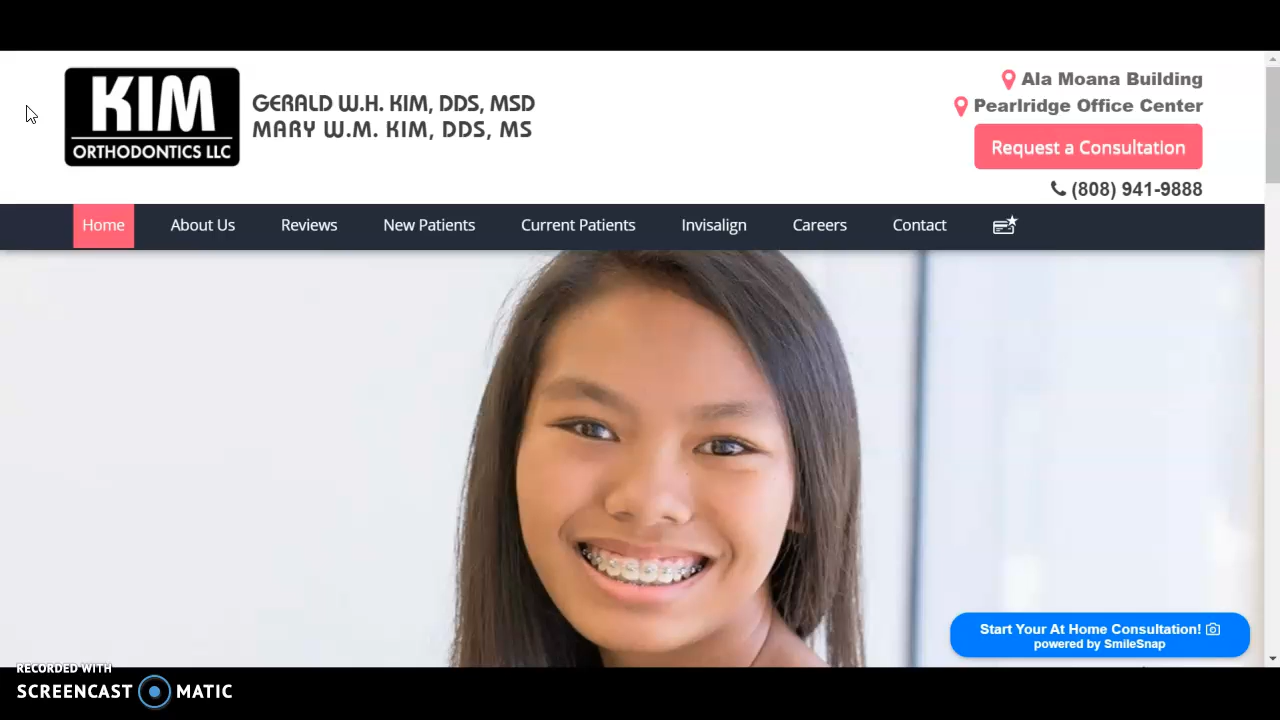 KIM
ORTHODONTICS LLC
GERALD W.H. KIM, DDS, MSD
MARY W.M. KIM, DDS, MS
Ala Moana Building
Pearlridge Office Center
Request a Consultation
(808) 941-9888
Home About Us Reviews New Patients Current Patients Invisalign Careers Contact
Start Your At Home Consultation!
powered by SmileSnap
RECORDED WITH
SCREENCAST MATIC